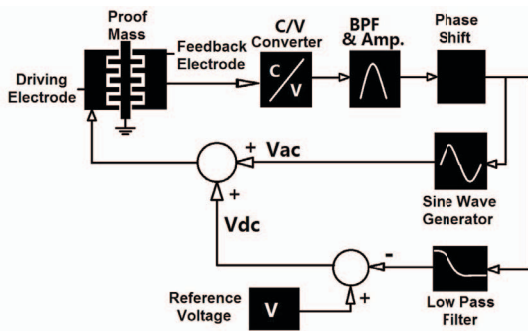 Proof
Mass
Driving
Electrode
Feedback
Electrode
C/V
Converter
C
V
BPF
& Amp.
Phase
Shift
+
Vac
+
Sine Wave
Generator
Vdc
-
+
Reference
Voltage
V
Low Pass
Filter